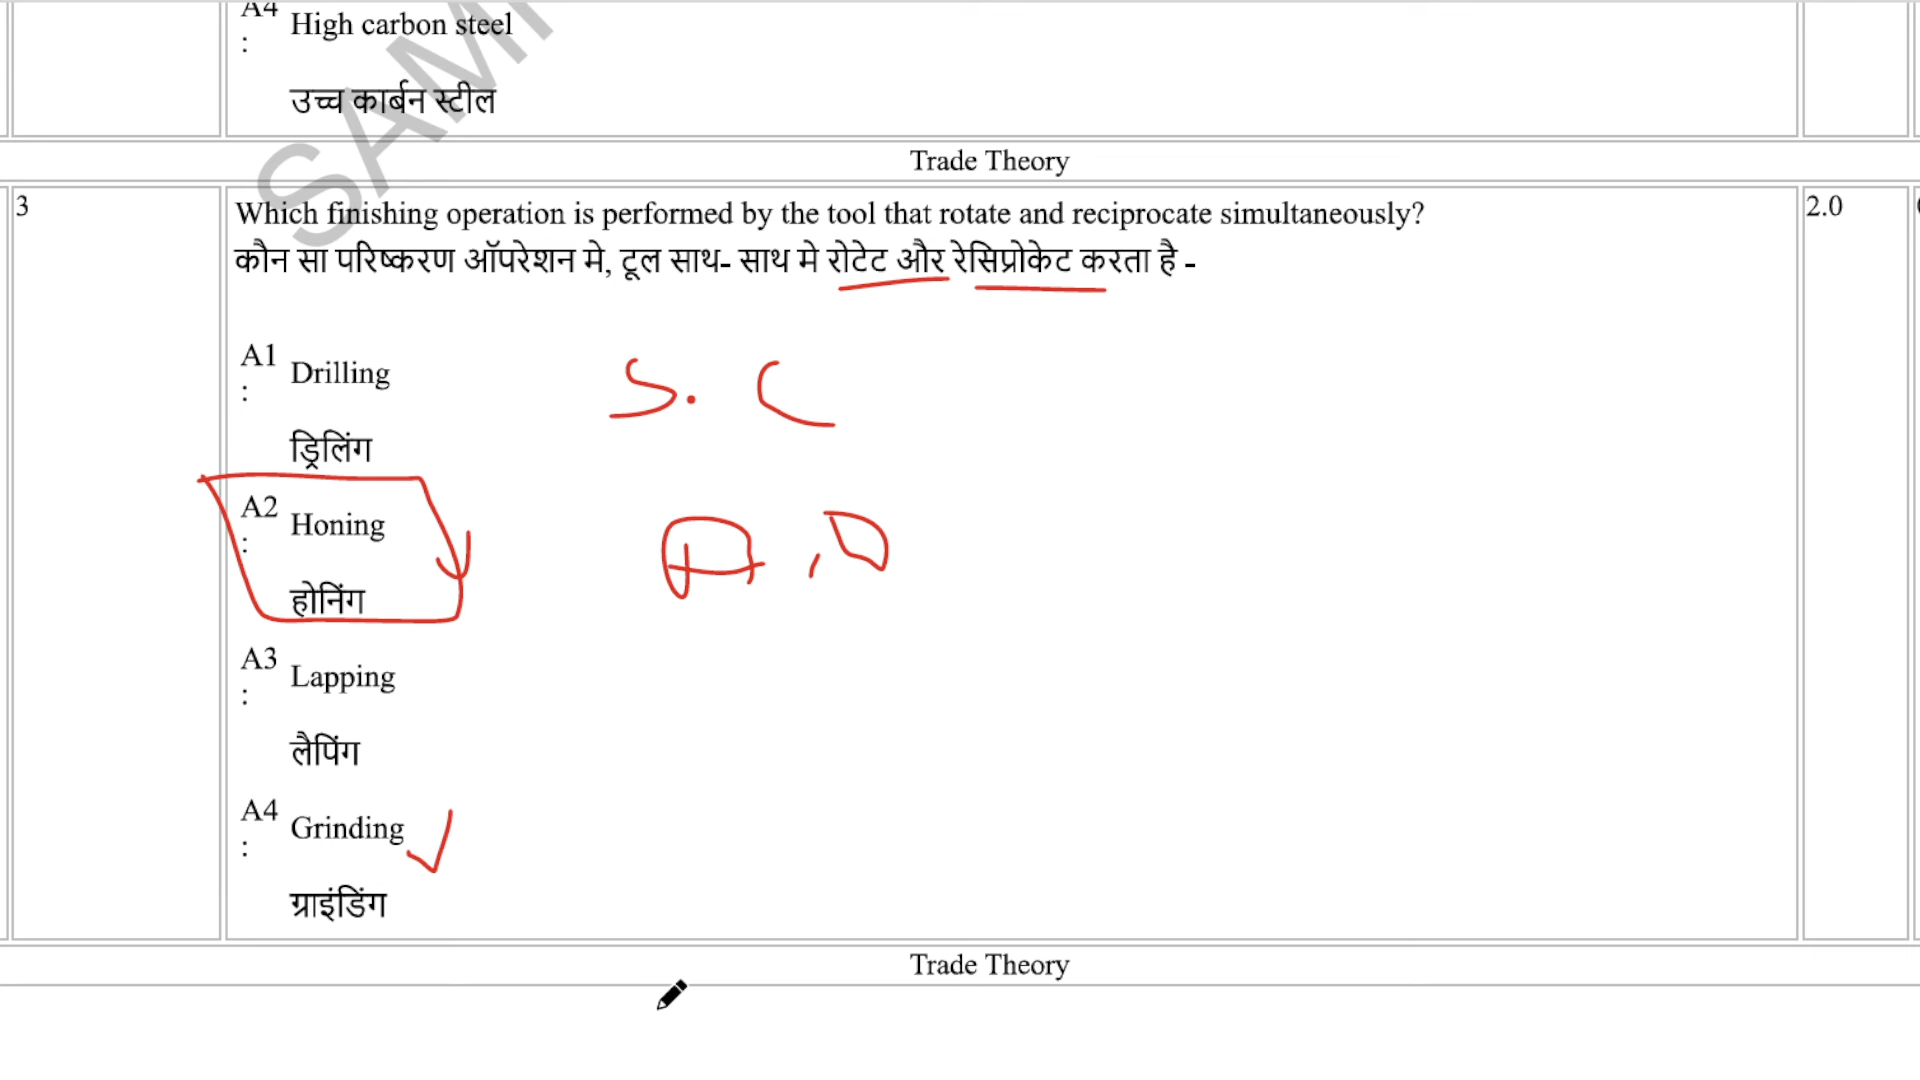 A4
:
High carbon steel
उच्च कार्बन स्टील
Trade Theory
3
Which finishing operation is performed by the tool that rotate and reciprocate simultaneously?
2.0
कौन सा परिष्करण ऑपरेशन मे, टूल साथ- साथ मे रोटेट और रेसिप्रोकेट करता है -
A1
:
Drilling
S. C
ड्रिलिंग
A2
:
Honing
होनिंग
A3
:
Lapping
लैपिंग
A4
:
Grinding
ग्राइंडिंग
Trade Theory